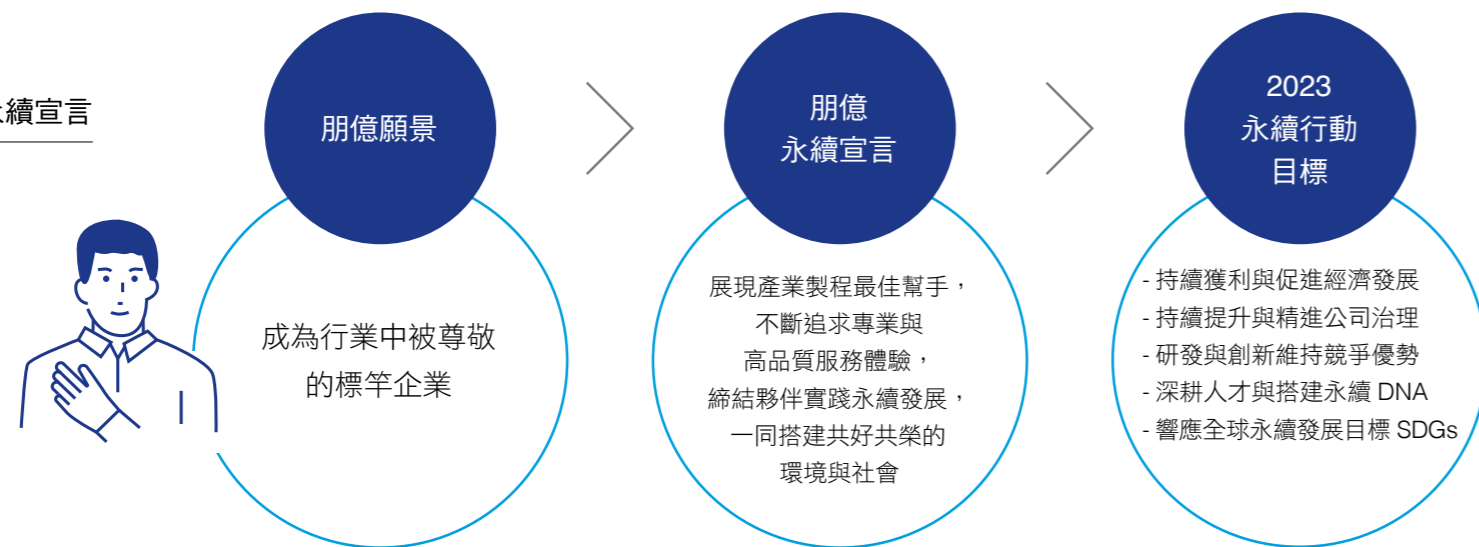 續宣言
朋億願景
成為行業中被尊敬
的標竿企業
朋億
永續宣言
展現產業製程最佳幫手，
不斷追求專業與
高品質服務體驗，
締結夥伴實踐永續發展，
一同搭建共好共榮的
環境與社會
2023
永續行動
目標
- 持續獲利與促進經濟發展
- 持續提升與精進公司治理
- 研發與創新維持競爭優勢
- 深耕人才與搭建永續 DNA
- 響應全球永續發展目標 SDGs